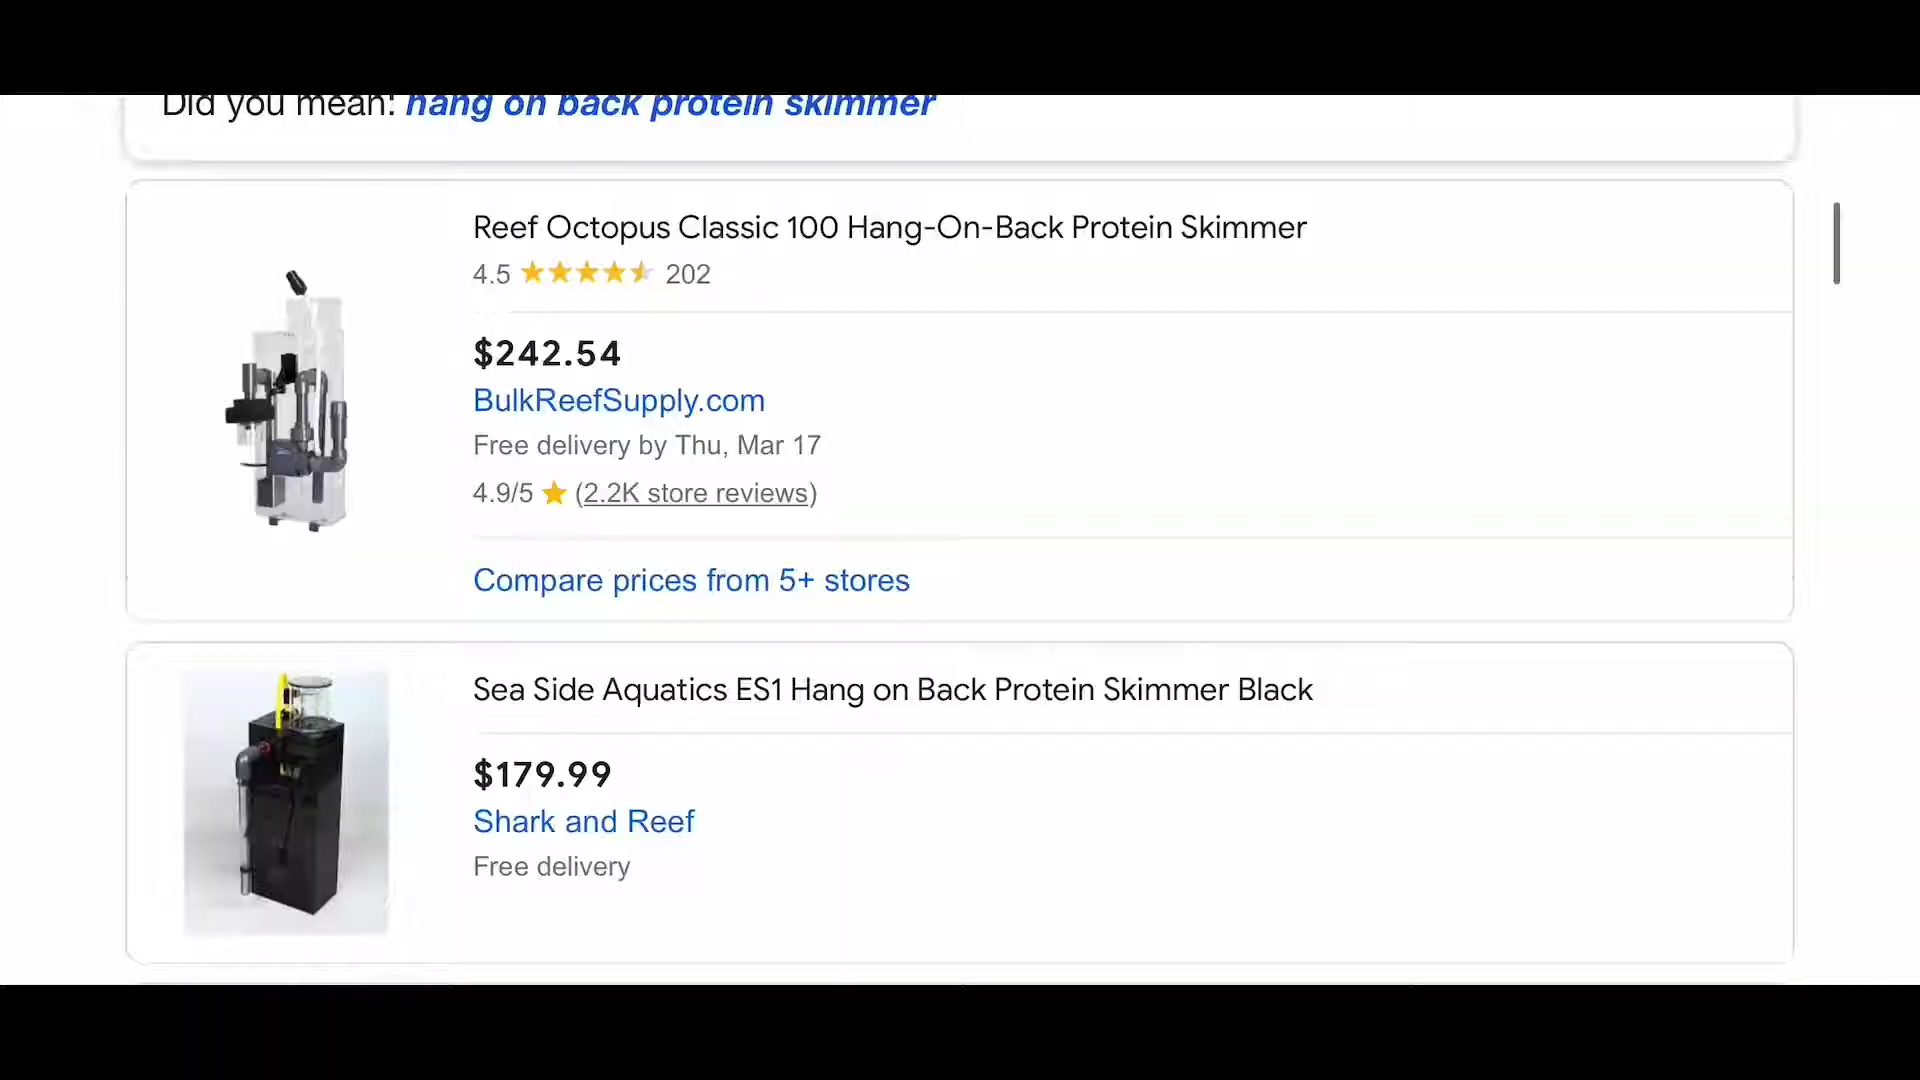 Did you mean: hang on back protein skimmer
Reef Octopus Classic 100 Hang-On-Back Protein Skimmer
4.5 202
$242.54
BulkReefSupply.com
Free delivery by Thu, Mar 17
4.9/5 (2.2K store reviews)
Compare prices from 5+ stores
Sea Side Aquatics ES1 Hang on Back Protein Skimmer Black
$179.99
Shark and Reef
Free delivery